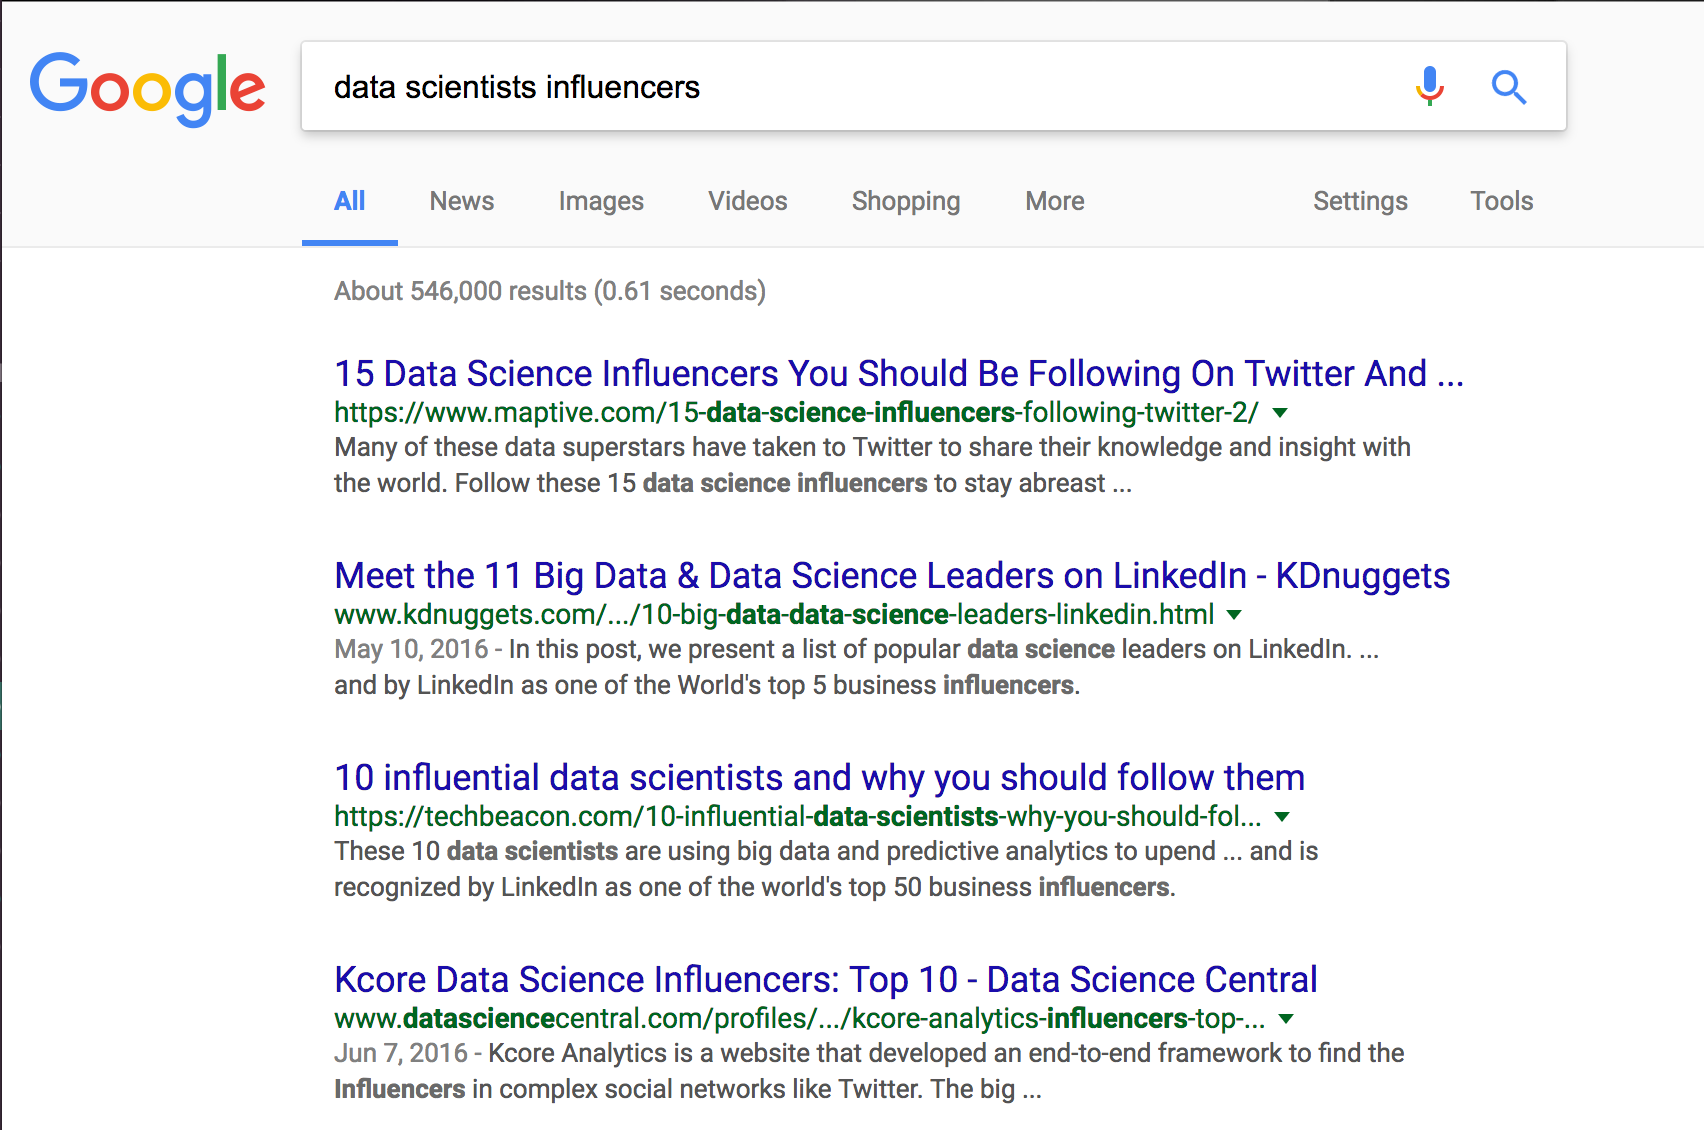 Google
data scientists influencers
All News Images Videos Shopping More Settings Tools
About 546,000 results (0.61 seconds)
15 Data Science Influencers You Should Be Following On Twitter And ...
https://www.maptive.com/15-data-science-influencers-following-twitter-2/
Many of these data superstars have taken to Twitter to share their knowledge and insight with
the world. Follow these 15 data science influencers to stay abreast ...
Meet the 11 Big Data & Data Science Leaders on LinkedIn - KDnuggets
www.kdnuggets.com/.../10-big-data-data-science-leaders-linkedin.html
May 10, 2016 - In this post, we present a list of popular data science leaders on LinkedIn. ...
and by LinkedIn as one of the World's top 5 business influencers.
10 influential data scientists and why you should follow them
https://techbeacon.com/10-influential-data-scientists-why-you-should-fol...
These 10 data scientists are using big data and predictive analytics to upend ... and is
recognized by LinkedIn as one of the world's top 50 business influencers.
Kcore Data Science Influencers: Top 10 - Data Science Central
www.datasciencecentral.com/profiles/.../kcore-analytics-influencers-top-...
Jun 7, 2016 - Kcore Analytics is a website that developed an end-to-end framework to find the
Influencers in complex social networks like Twitter. The big ...